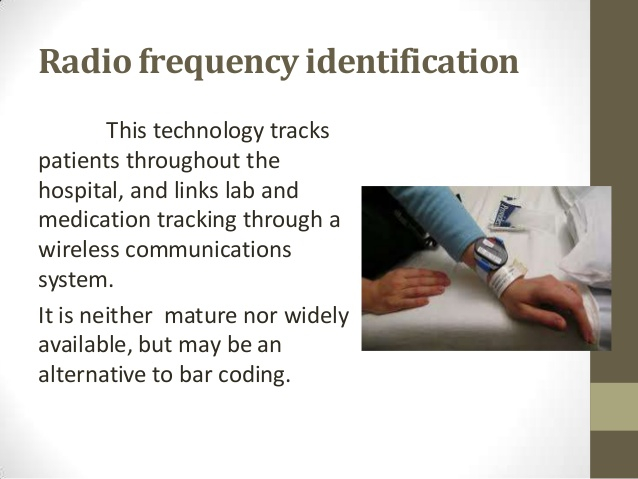 Radio frequency identification
This technology tracks
patients throughout the
hospital, and links lab and
medication tracking through a
wireless communications
system.
It is neither  mature nor widely
available, but may be an
alternative to bar coding.